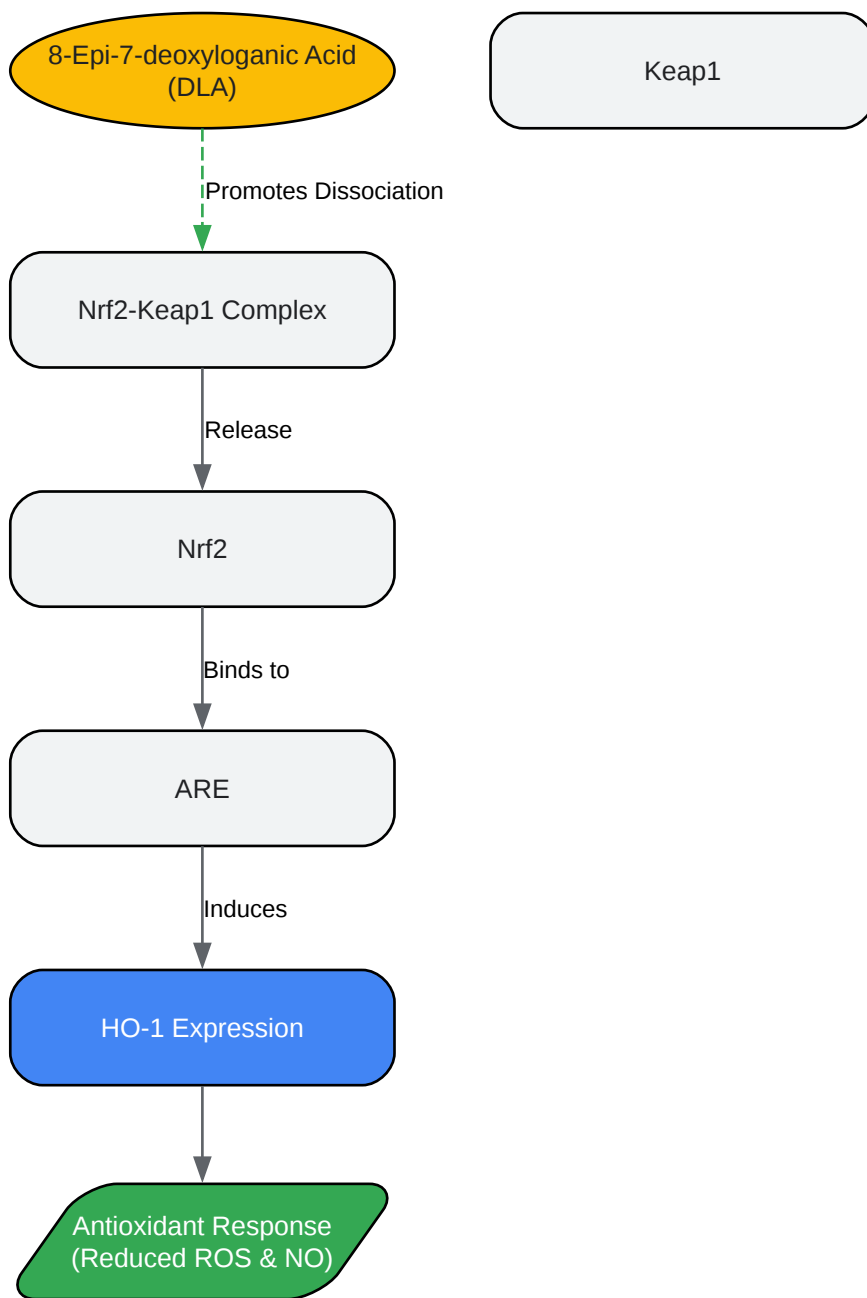 8-Epi-7-deoxyloganic Acid
(DLA)
Keap1
Promotes Dissociation
Nrf2-Keap1 Complex
Release
Nrf2
Binds to
ARE
Induces
HO-1 Expression
Antioxidant Response
(Reduced ROS & NO)